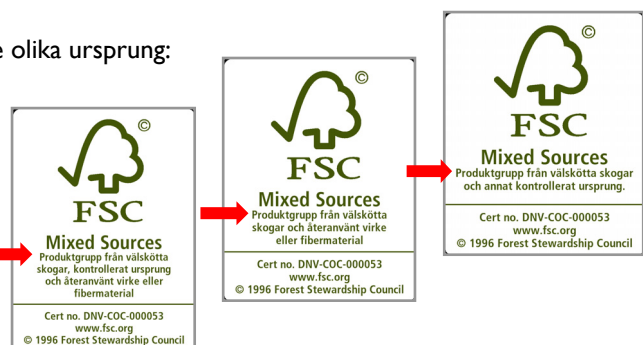 e olika ursprung:
©
FSC
Mixed Sources
Produktgrupp från välskötta
skogar, kontrollerat ursprung
och återanvänt virke eller
fibermaterial
Cert no. DNV-COC-000053
www.fsc.org
© 1996 Forest Stewardship Council
©
FSC
Mixed Sources
Produktgrupp från välskötta
skogar och återanvänt virke
eller fibermaterial
Cert no. DNV-COC-000053
www.fsc.org
© 1996 Forest Stewardship Council
©
FSC
Mixed Sources
Produktgrupp från välskötta skogar
och annat kontrollerat ursprung.
Cert no. DNV-COC-000053
www.fsc.org
© 1996 Forest Stewardship Council